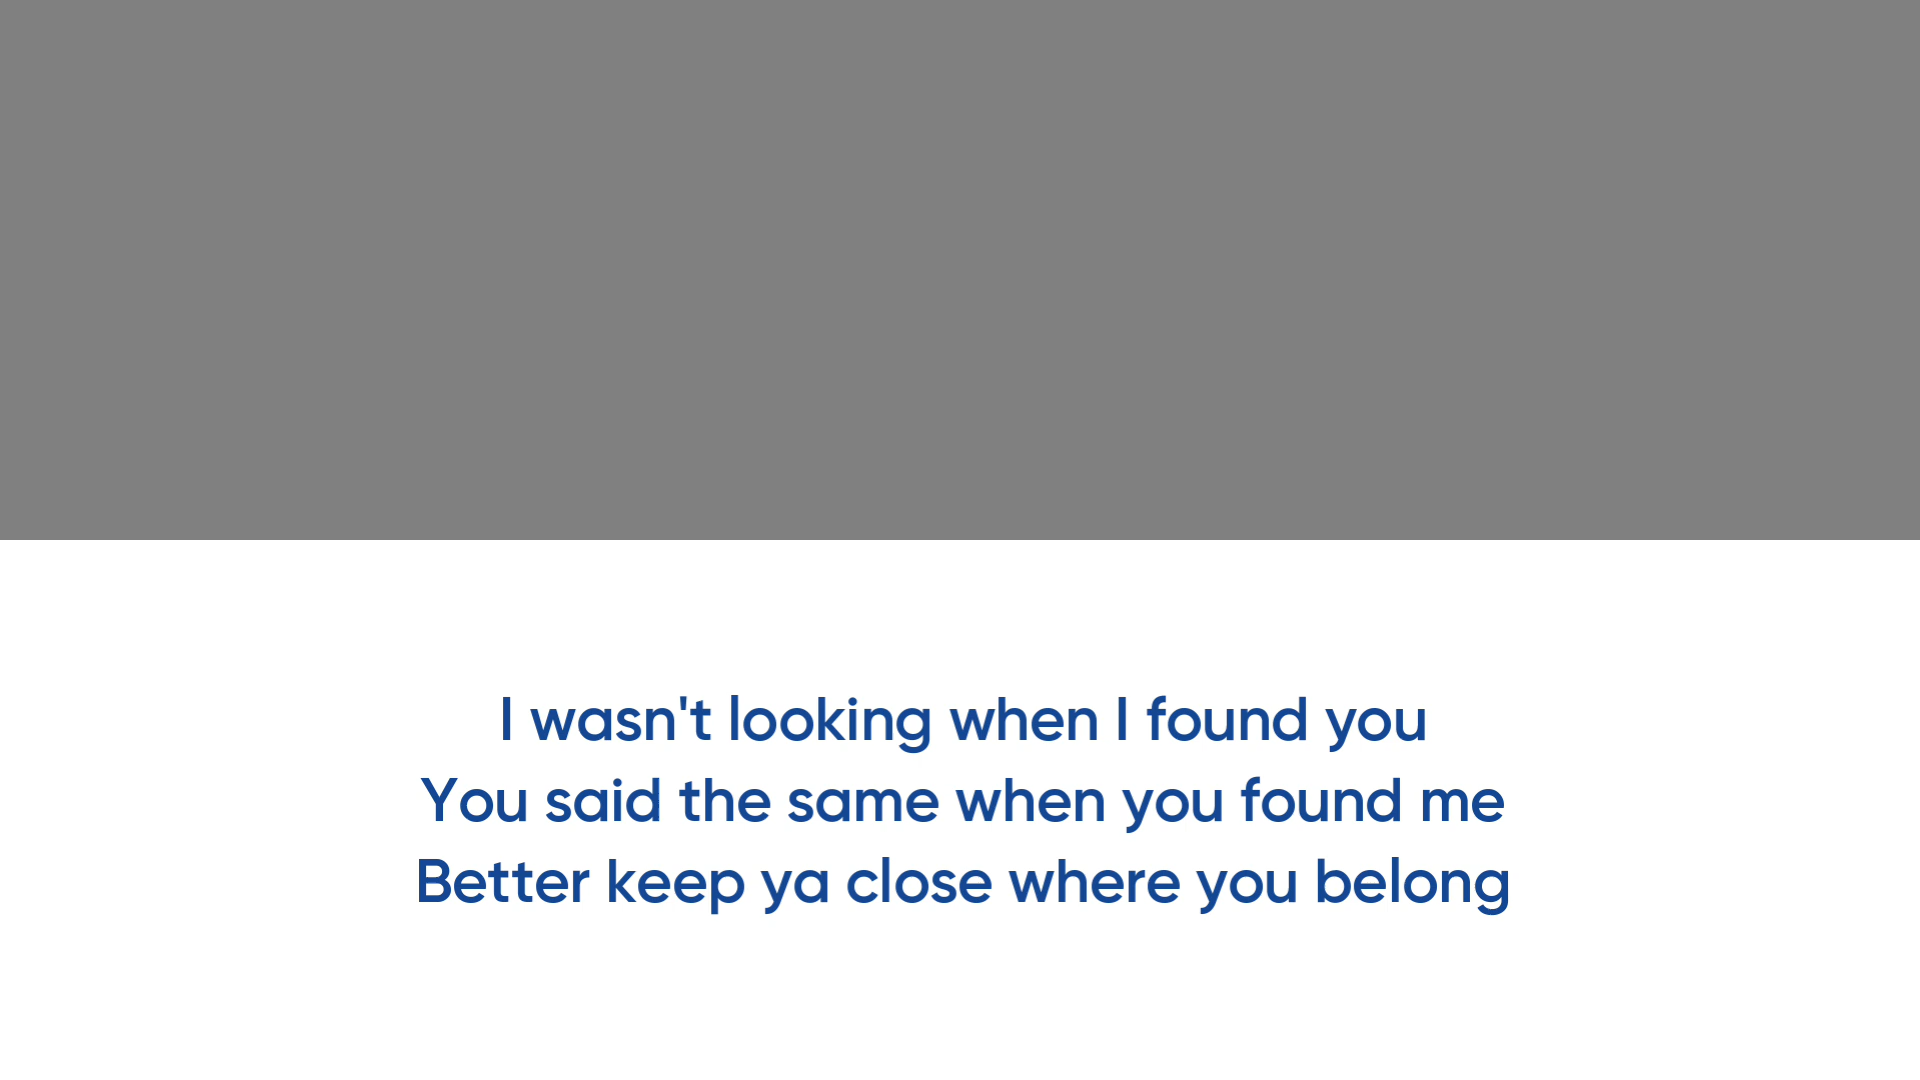 I wasn't looking when I found you
You said the same when you found me
Better keep ya close where you belong